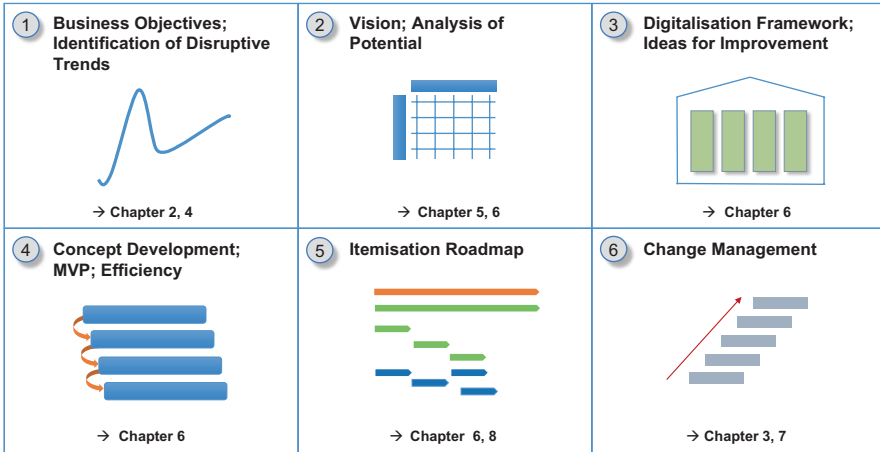 1
Business Objectives;
Identification of Disruptive
Trends
→ Chapter 2, 4
2
Vision; Analysis of
Potential
→ Chapter 5, 6
3
Digitalisation Framework;
Ideas for Improvement
→ Chapter 6
4
Concept Development;
MVP; Efficiency
→ Chapter 6
5
Itemisation Roadmap
→ Chapter 6, 8
6
Change Management
→ Chapter 3, 7